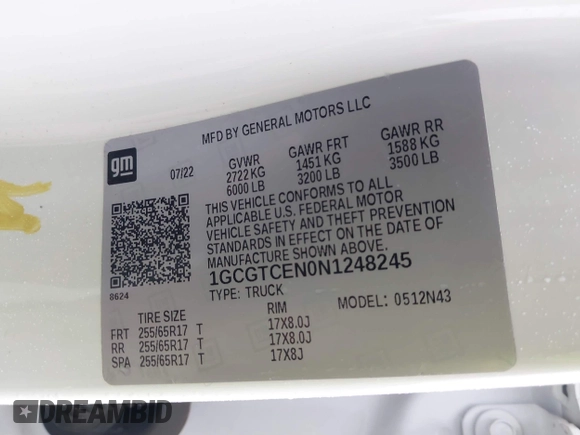 MFD BY GENERAL MOTORS LLC
gm
07/22 GVWR GAWR FRT GAWR RR
2722 KG 1451 KG 1588 KG
6000 LB 3200 LB 3500 LB
THIS VEHICLE CONFORMS TO ALL
APPLICABLE U.S. FEDERAL MOTOR
VEHICLE SAFETY AND THEFT PREVENTION
STANDARDS IN EFFECT ON THE DATE OF
MANUFACTURE SHOWN ABOVE.
1GCGTCEN0N1248245
8624
TYPE: TRUCK MODEL: 0512N43
TIRE SIZE RIM
FRT 255/65R17 T 17X8.0J
RR 255/65R17 T 17X8.0J
SPA 255/65R17 T 17X8J
DREAMBID